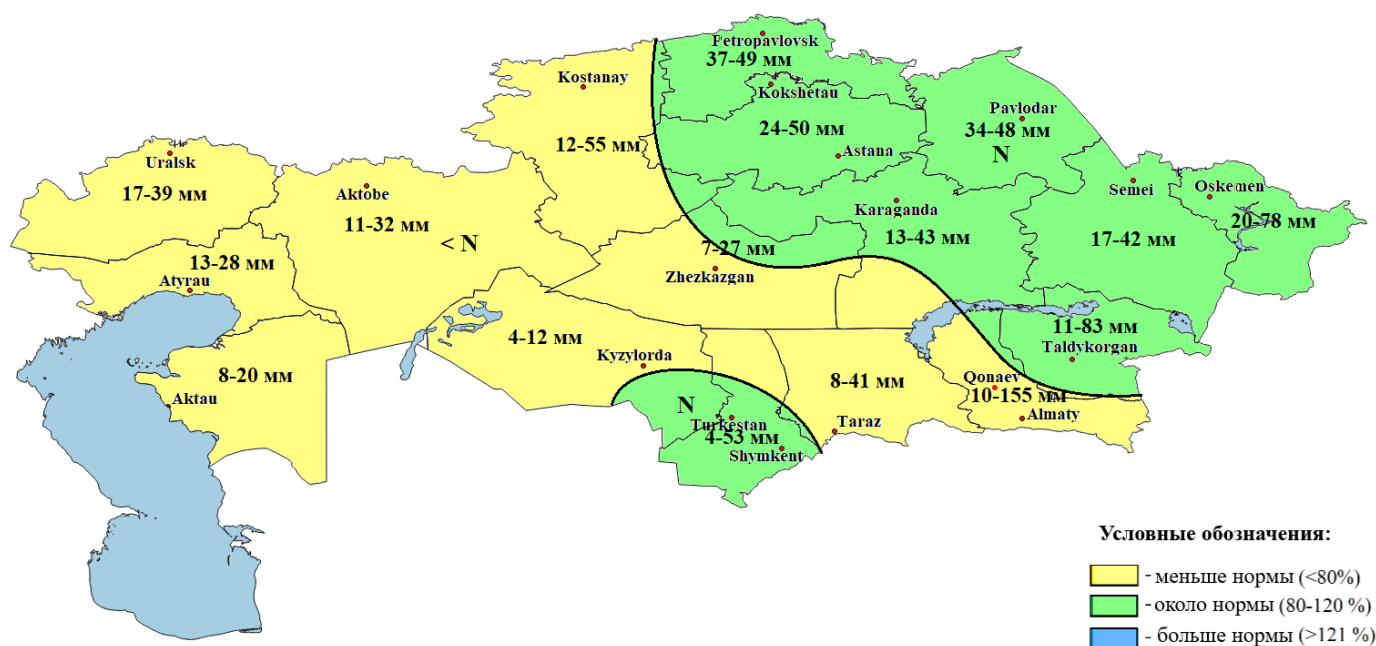 Petropavlovsk
37-49 мм
Kostanay
Kokshetau
Pavlodar
24-50 мм
34-48 мм
12-55 мм
Astana
N
Uralsk
17-39 мм
Aktobe
Semei
Oskemen
Karaganda
11-32 мм
< N
13-43 мм
20-78 мм
17-42 мм
7-27 мм
13-28 мм
Zhezkazgan
Atyrau
4-12 мм
11-83 мм
Taldykorgan
Kyzylorda
8-20 мм
8-41 мм
Qonaev
10-155 мм
Aktau
N
Almaty
Turkestan
Taraz
4-53 мм
Shymkent
Условные обозначения:
- меньше нормы (<80%)
- около нормы (80-120 %)
- больше нормы (>121 %)